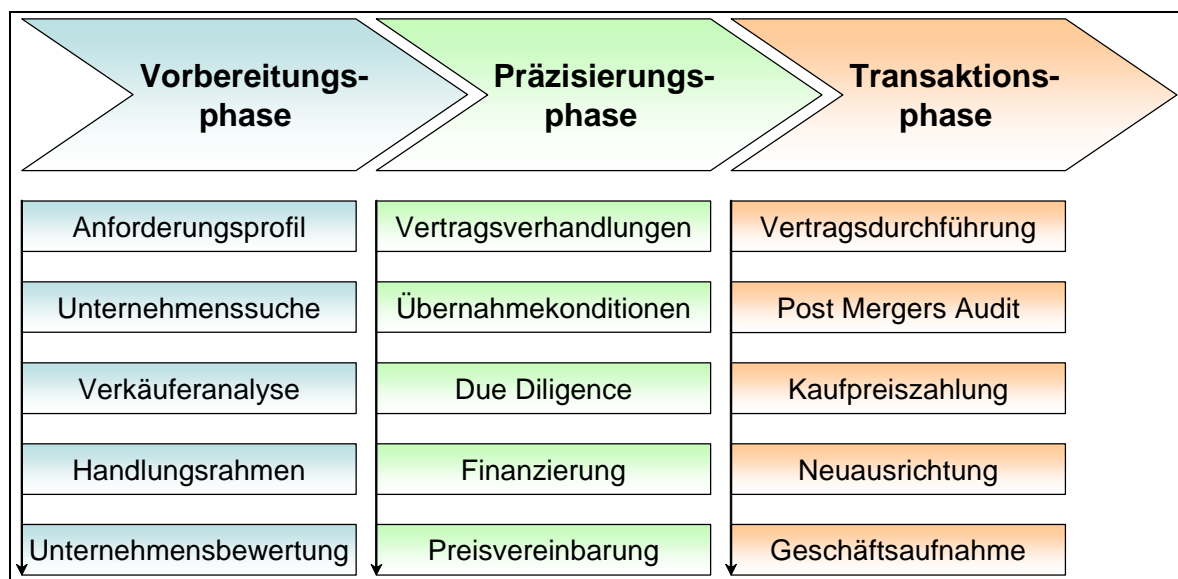 Vorbereitungs-
phase
Präzisierungs-
phase
Transaktions-
phase
Anforderungsprofil
Unternehmenssuche
Verkäuferanalyse
Handlungsrahmen
Unternehmensbewertung
Vertragsverhandlungen
Übernahmekonditionen
Due Diligence
Finanzierung
Preisvereinbarung
Vertragsdurchführung
Post Mergers Audit
Kaufpreiszahlung
Neuausrichtung
Geschäftsaufnahme